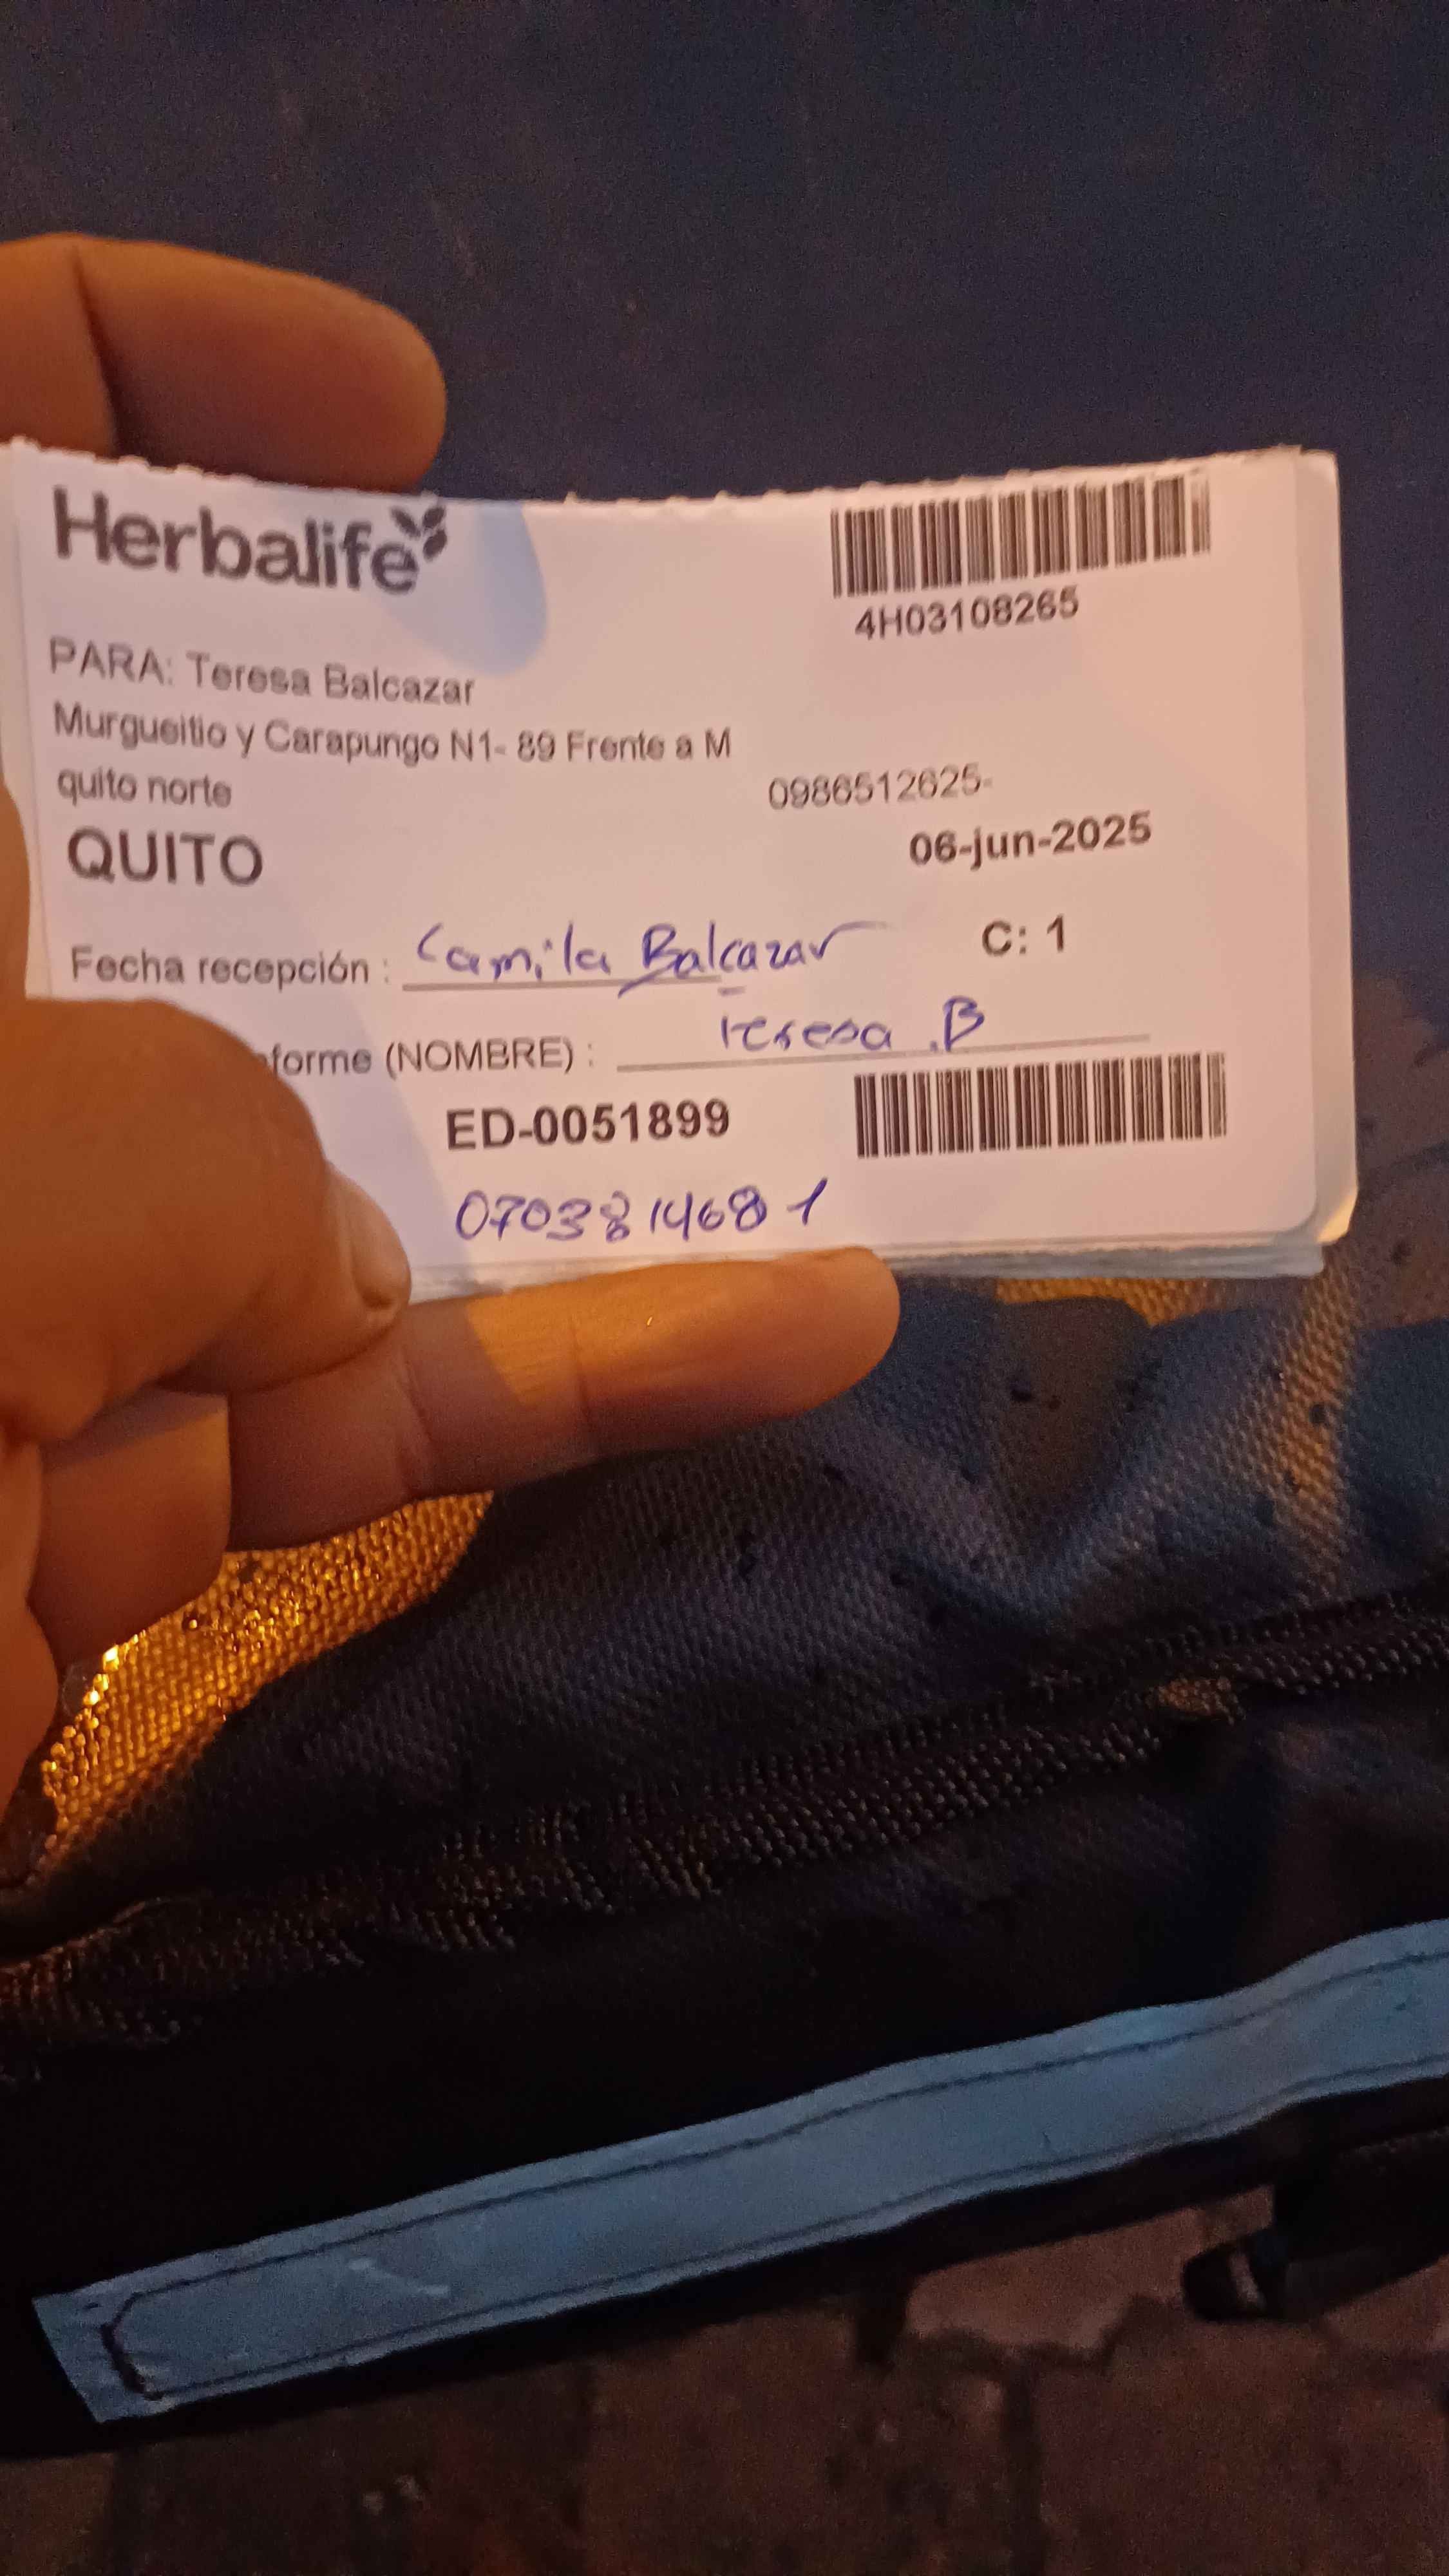 Herbalife
4H03108265
PARA: Teresa Balcazar
Murgueitio y Carapungo N1- 89 Frente a M
quito norte
0986512625-
QUITO
06-jun-2025
Fecha recepción : Camila Balcazar
C: 1
forme (NOMBRE) : Teresa .B
ED-0051899
0703814681